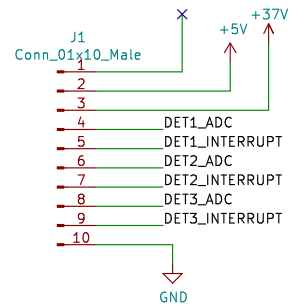 +37V
+5V
J1
Conn_01x10_Male
1
2
3
4 DET1_ADC
5 DET1_INTERRUPT
6 DET2_ADC
7 DET2_INTERRUPT
8 DET3_ADC
9 DET3_INTERRUPT
10
GND